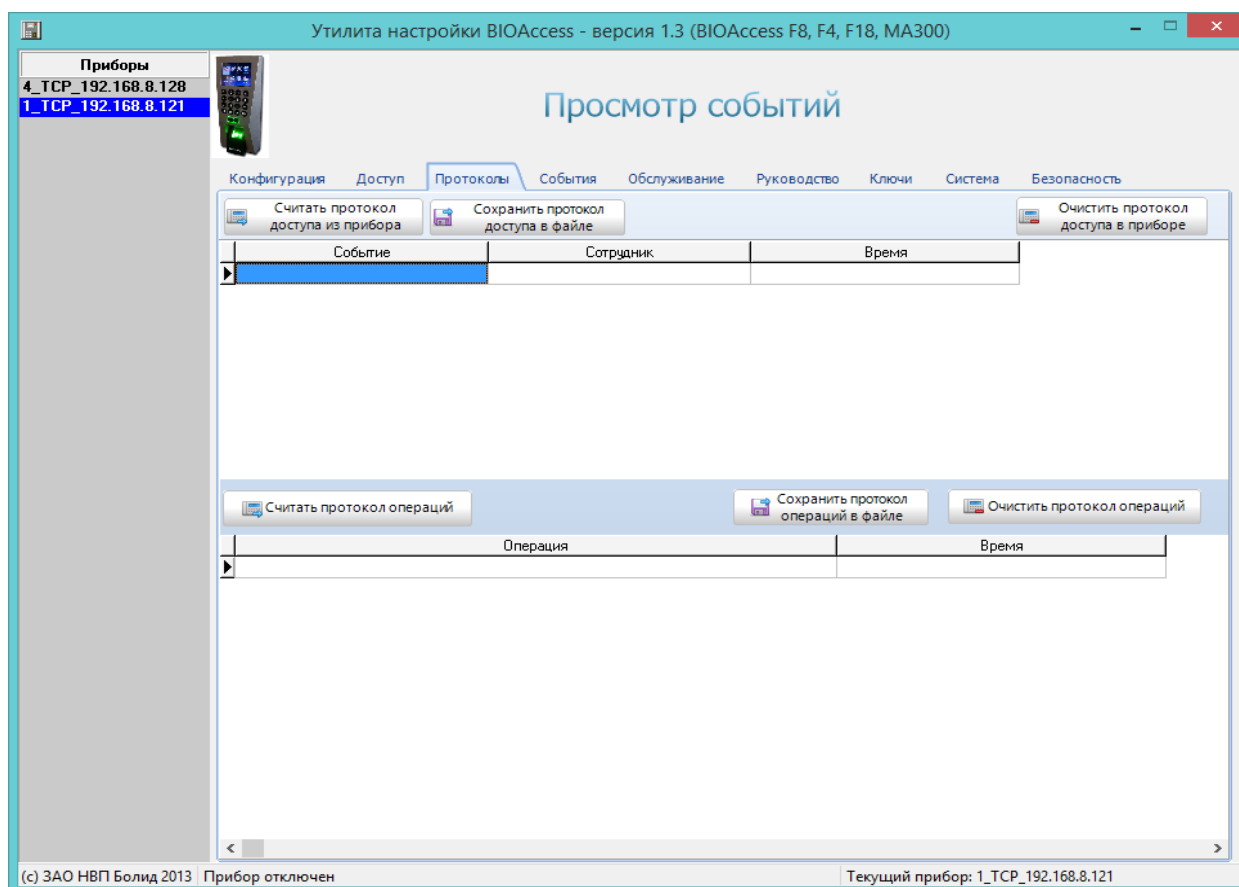 Утилита настройки BIOAccess - версия 1.3 (BIOAccess F8, F4, F18, MA300)
Приборы
4_TCP_192.168.8.128
1_TCP_192.168.8.121
Просмотр событий
Конфигурация Доступ Протоколы События Обслуживание Руководство Ключи Система Безопасность
Считать протокол
доступа из прибора
Сохранить протокол
доступа в файле
Очистить протокол
доступа в приборе
Событие Сотрудник Время
Считать протокол операций
Сохранить протокол
операций в файле
Очистить протокол операций
Операция Время
(c) ЗАО НВП Болид 2013 Прибор отключен Текущий прибор: 1_TCP_192.168.8.121